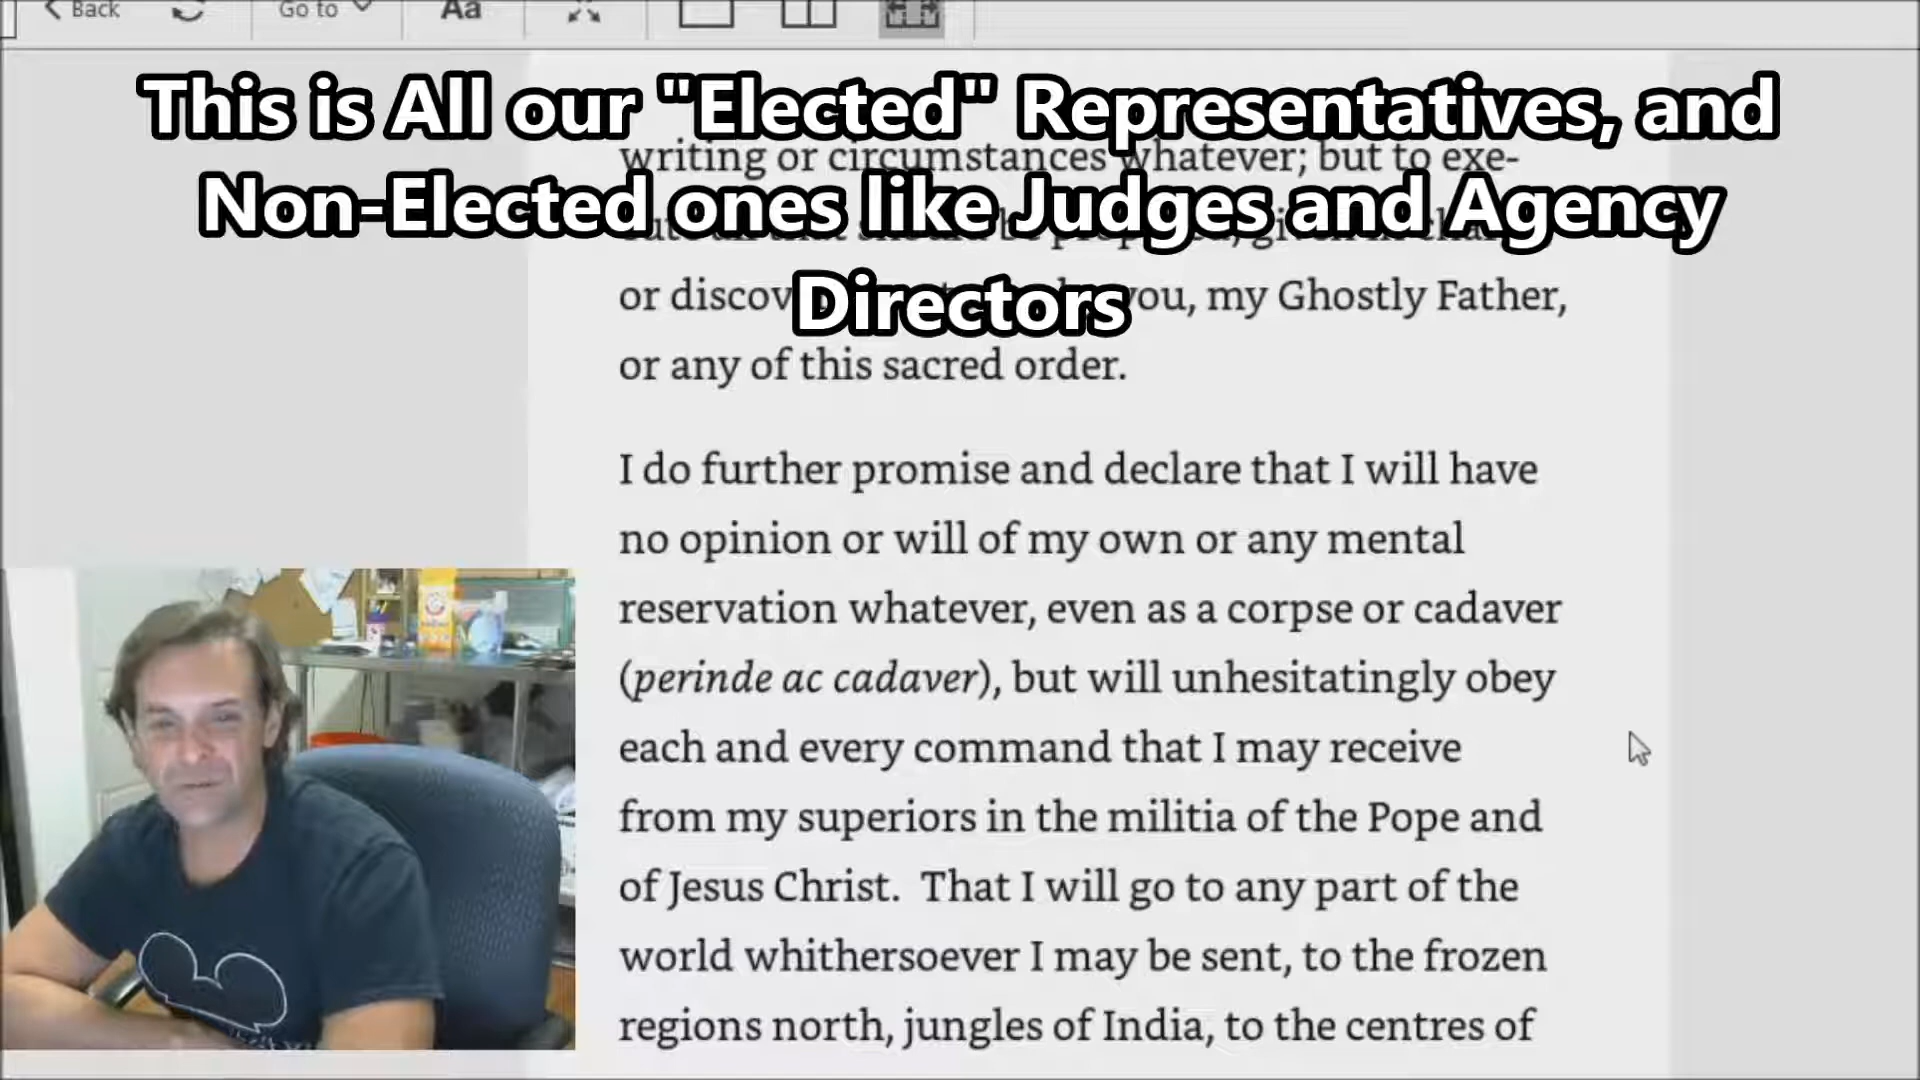 Back
Go to
Aa
This is All our "Elected" Representatives, and
writing or circumstances whatever; but to exe-
Non-Elected ones like Judges and Agency
Directors
or discov you, my Ghostly Father,
or any of this sacred order.
I do further promise and declare that I will have
no opinion or will of my own or any mental
reservation whatever, even as a corpse or cadaver
(perinde ac cadaver), but will unhesitatingly obey
each and every command that I may receive
from my superiors in the militia of the Pope and
of Jesus Christ. That I will go to any part of the
world whithersoever I may be sent, to the frozen
regions north, jungles of India, to the centres of